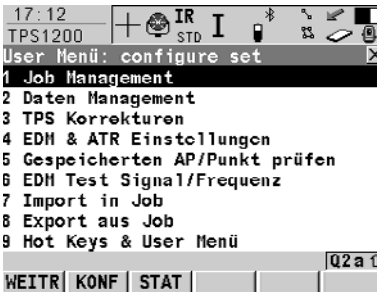 17:12
TPS1200
IR
STD
I
User Menü: configure set
1 Job Management
2 Daten Management
3 TPS Korrekturen
4 EDM & ATR Einstellungen
5 Gespeicherten AP/Punkt prüfen
6 EDM Test Signal/Frequenz
7 Import in Job
8 Export aus Job
9 Hot Keys & User Menü
Q2a
WEITR KONF STAT